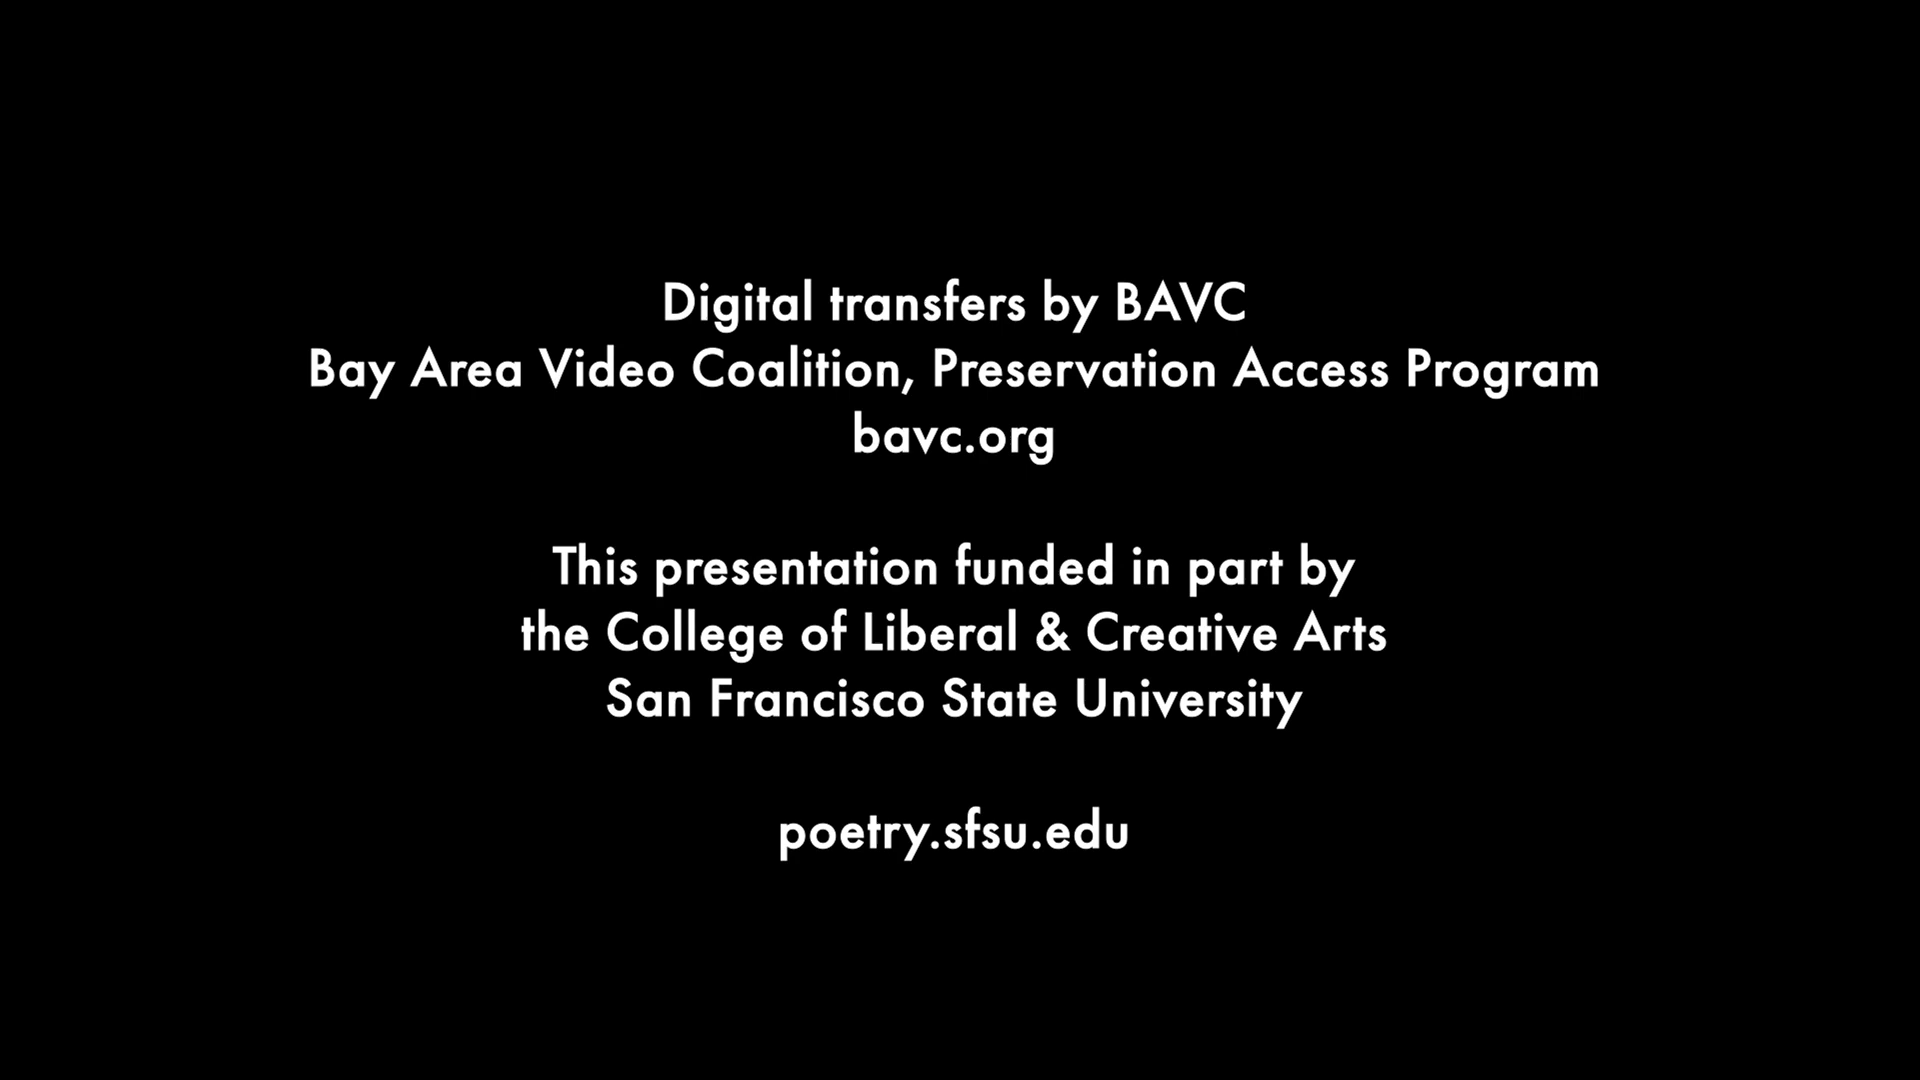 Digital transfers by BAVC
Bay Area Video Coalition, Preservation Access Program
bavc.org
This presentation funded in part by
the College of Liberal & Creative Arts
San Francisco State University
poetry.sfsu.edu